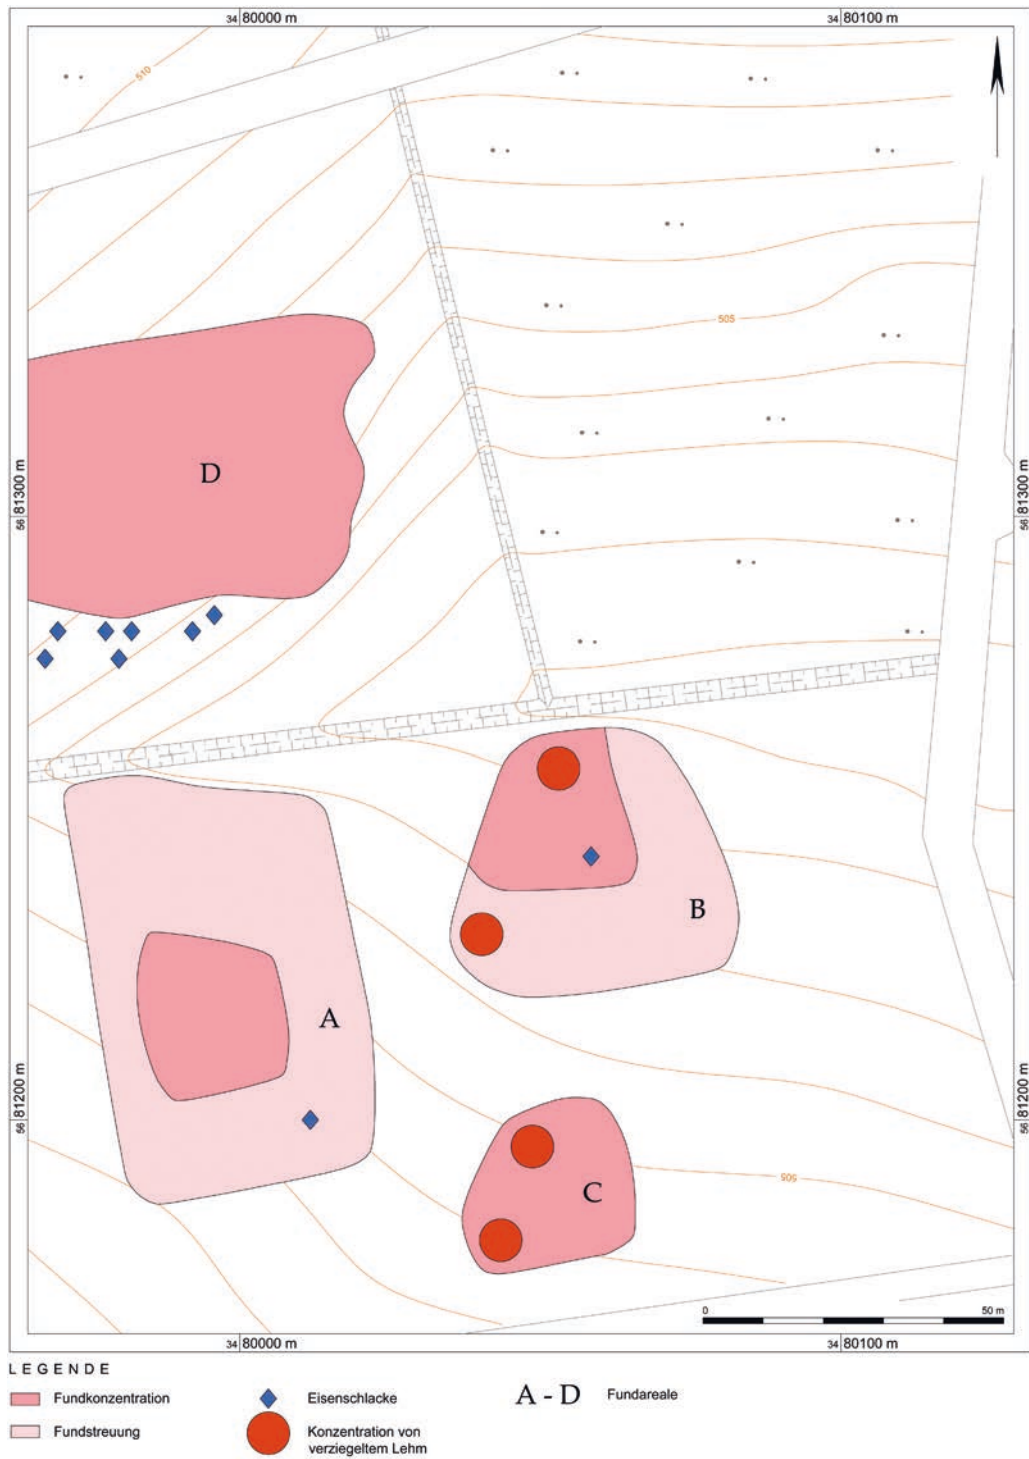 34 80000 m
34 80100 m
510
505
D
56 81300 m
56 81300 m
B
A
56 81200 m
56 81200 m
C
505
0 50 m
34 80000 m
34 80100 m
LEGENDE
Fundkonzentration
Fundstreuung
Eisenschlacke
Konzentration von
verziegeltem Lehm
A - D Fundareale